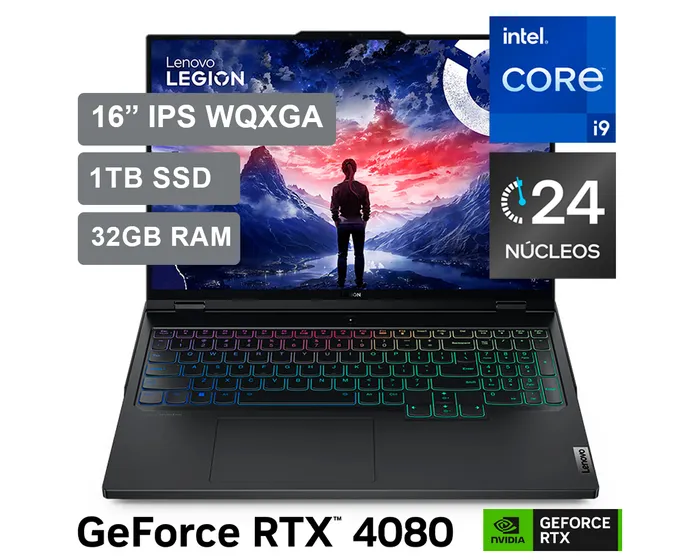 Lenovo
LEGION
16” IPS WQXGA
1TB SSD
32GB RAM
intel.
CORE
i9
24
NÚCLEOS
LEGION
Lenovo
GeForce RTX™ 4080
NVIDIA
GEFORCE
RTX